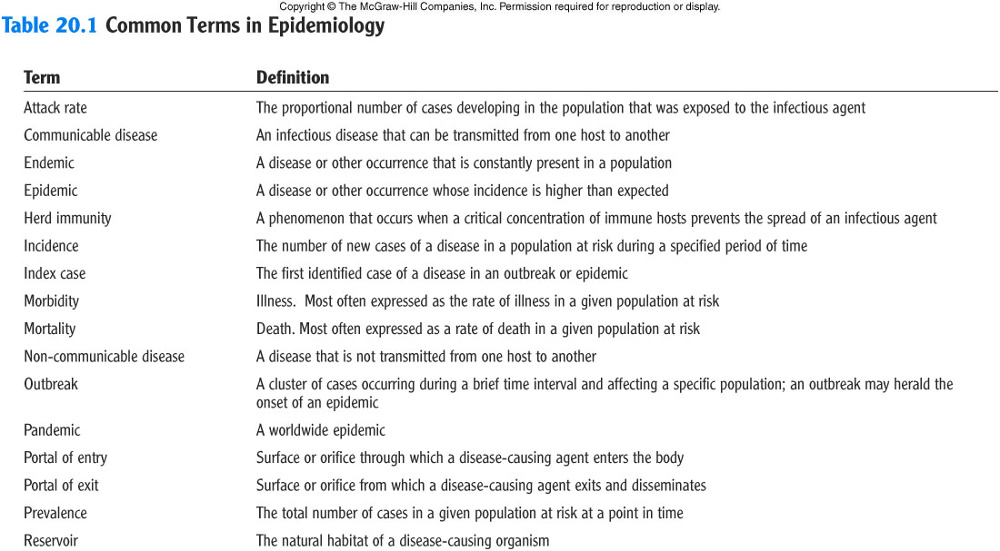 Copyright © The McGraw-Hill Companies, Inc. Permission required for reproduction or display.
Table 20.1 Common Terms in Epidemiology
Term Definition
Attack rate The proportional number of cases developing in the population that was exposed to the infectious agent
Communicable disease An infectious disease that can be transmitted from one host to another
Endemic A disease or other occurrence that is constantly present in a population
Epidemic A disease or other occurrence whose incidence is higher than expected
Herd immunity A phenomenon that occurs when a critical concentration of immune hosts prevents the spread of an infectious agent
Incidence The number of new cases of a disease in a population at risk during a specified period of time
Index case The first identified case of a disease in an outbreak or epidemic
Morbidity Illness. Most often expressed as the rate of illness in a given population at risk
Mortality Death. Most often expressed as a rate of death in a given population at risk
Non-communicable disease A disease that is not transmitted from one host to another
Outbreak A cluster of cases occurring during a brief time interval and affecting a specific population; an outbreak may herald the
onset of an epidemic
Pandemic A worldwide epidemic
Portal of entry Surface or orifice through which a disease-causing agent enters the body
Portal of exit Surface or orifice from which a disease-causing agent exits and disseminates
Prevalence The total number of cases in a given population at risk at a point in time
Reservoir The natural habitat of a disease-causing organism